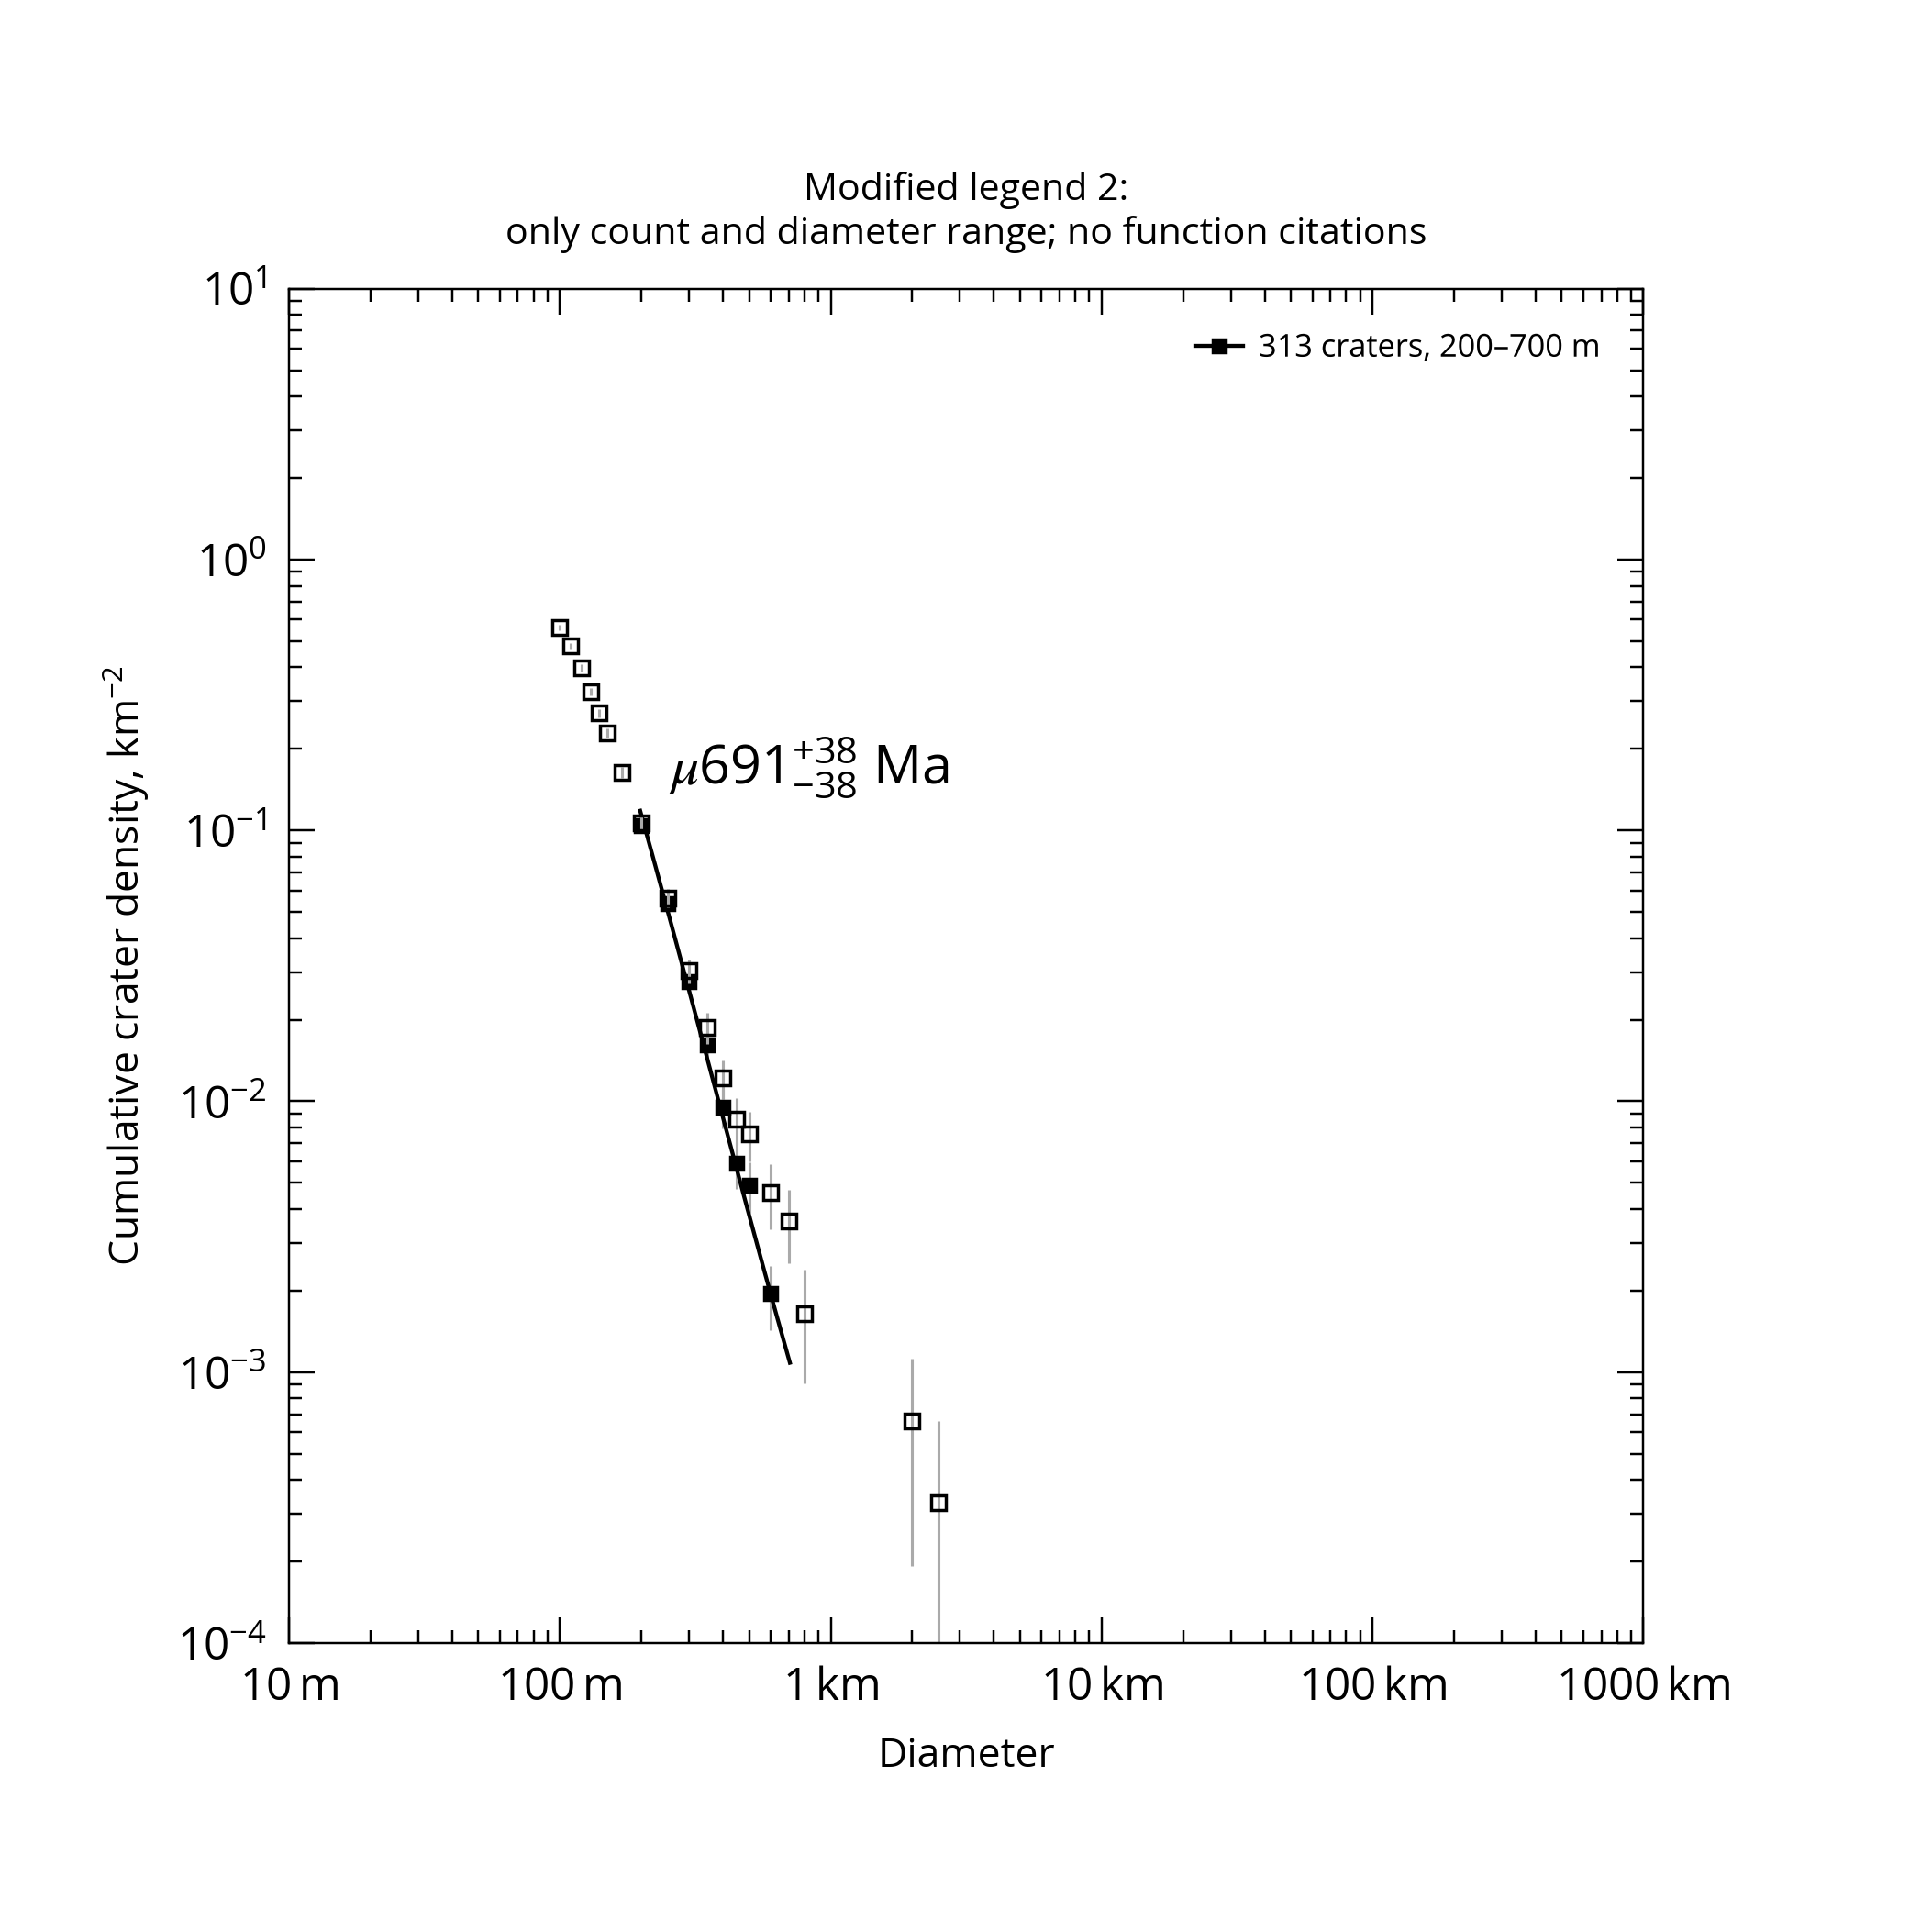 Modified legend 2:
only count and diameter range; no function citations
10¹
313 craters, 200–700 m
10⁰
μ691 +38 −38 Ma
10⁻¹
Cumulative crater density, km⁻²
10⁻²
10⁻³
10⁻⁴
10 m 100 m 1 km 10 km 100 km 1000 km
Diameter